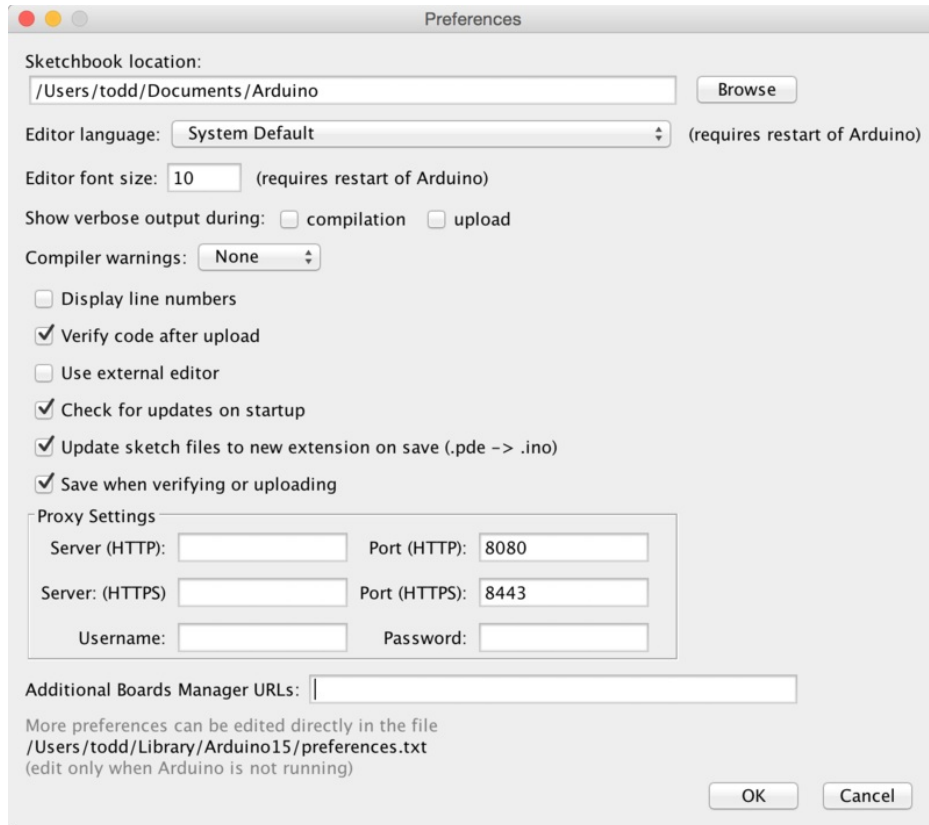 Preferences
Sketchbook location:
/Users/todd/Documents/Arduino Browse
Editor language: System Default (requires restart of Arduino)
Editor font size: 10 (requires restart of Arduino)
Show verbose output during: compilation upload
Compiler warnings: None
Display line numbers
Verify code after upload
Use external editor
Check for updates on startup
Update sketch files to new extension on save (.pde -> .ino)
Save when verifying or uploading
Proxy Settings
Server (HTTP): Port (HTTP): 8080
Server: (HTTPS) Port (HTTPS): 8443
Username: Password:
Additional Boards Manager URLs:
More preferences can be edited directly in the file
/Users/todd/Library/Arduino15/preferences.txt
(edit only when Arduino is not running)
OK Cancel